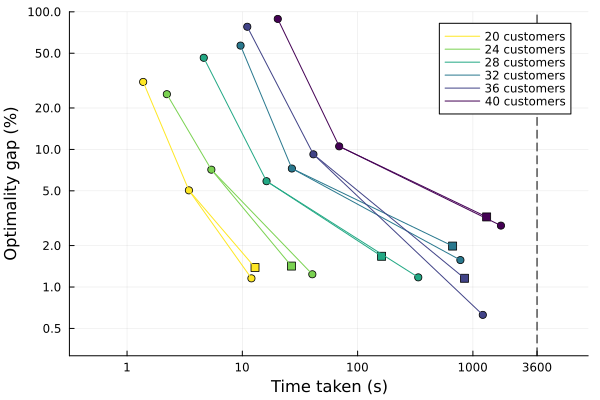 Optimality gap (%)
100.0
50.0
20.0
10.0
5.0
2.0
1.0
0.5
20 customers
24 customers
28 customers
32 customers
36 customers
40 customers
1 10 100 1000 3600
Time taken (s)